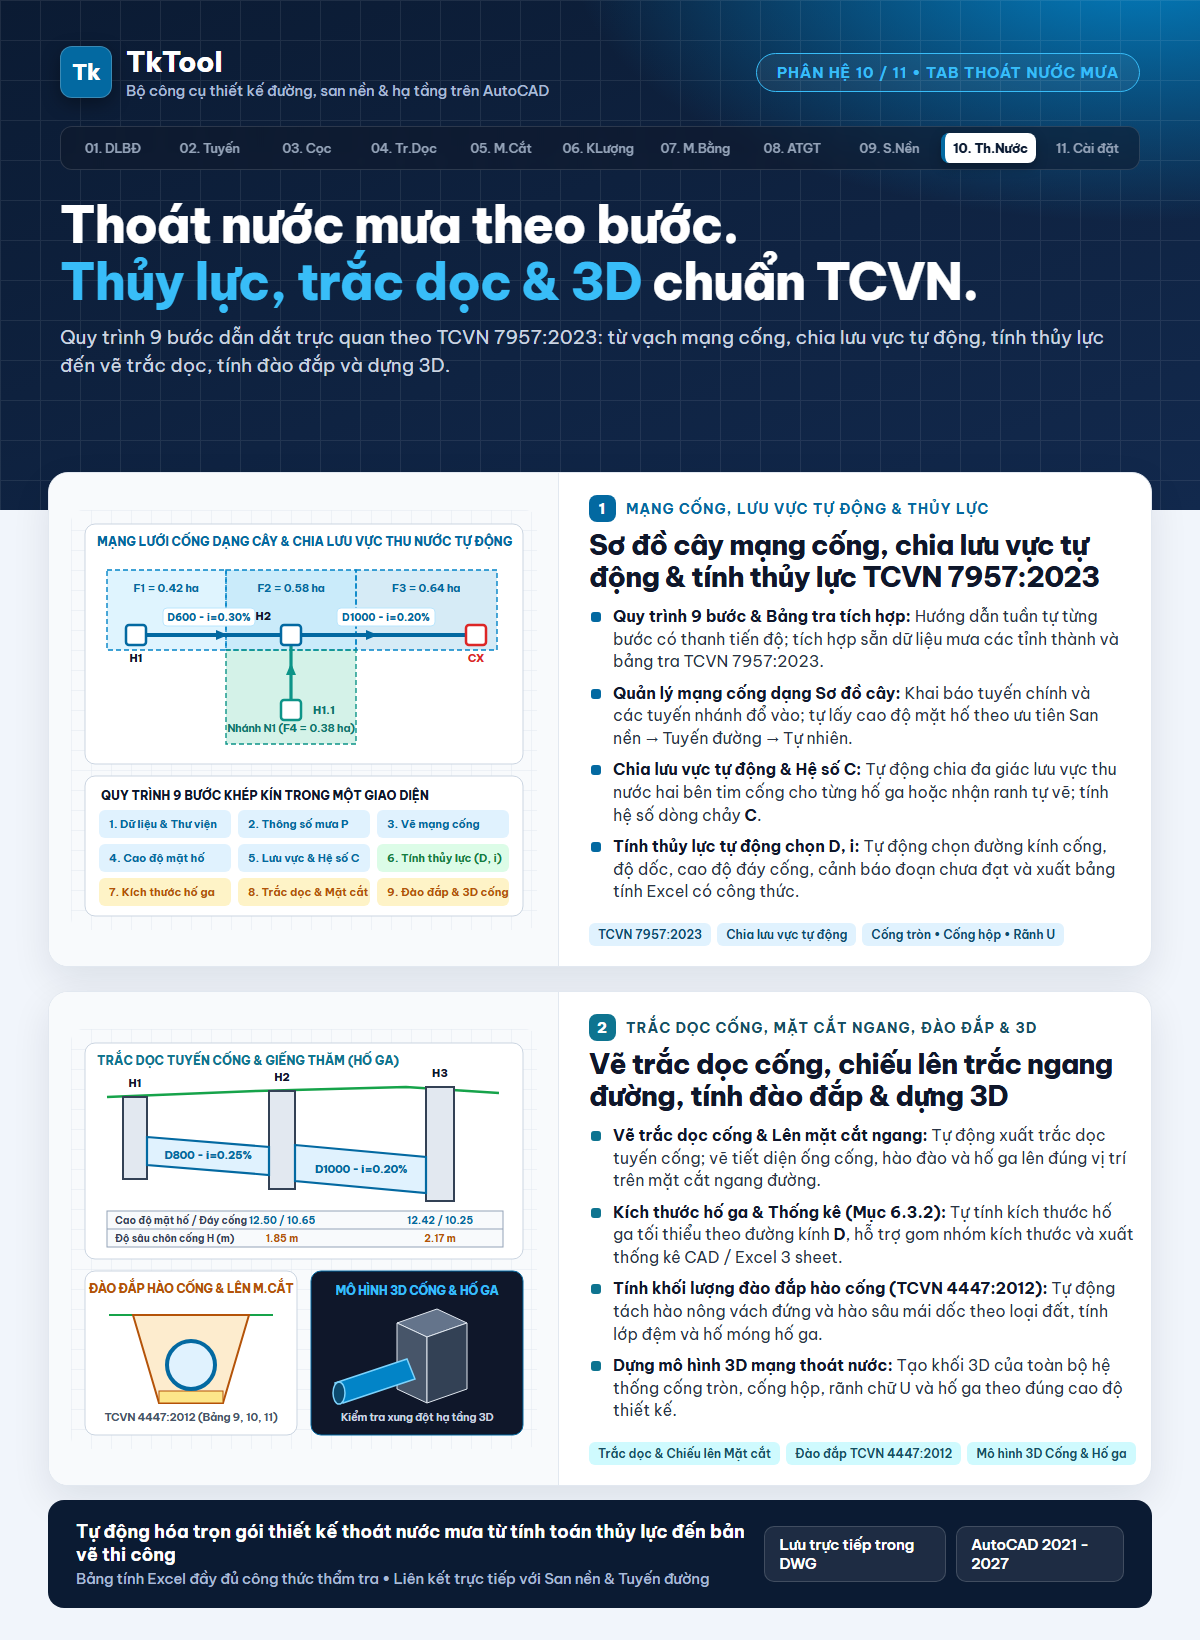 Tk
TkTool
Bộ công cụ thiết kế đường, san nền & hạ tầng trên AutoCAD
PHÂN HỆ 10 / 11 • TAB THOÁT NƯỚC MƯA
01. DLBĐ
02. Tuyến
03. Cọc
04. Tr.Dọc
05. M.Cắt
06. KLượng
07. M.Bằng
08. ATGT
09. S.Nền
10. Th.Nước
11. Cài đặt
Thoát nước mưa theo bước.
Thủy lực, trắc dọc & 3D chuẩn TCVN.
Quy trình 9 bước dẫn dắt trực quan theo TCVN 7957:2023: từ vạch mạng cống, chia lưu vực tự động, tính thủy lực
đến vẽ trắc dọc, tính đào đắp và dựng 3D.
MẠNG LƯỚI CỐNG DẠNG CÂY & CHIA LƯU VỰC THU NƯỚC TỰ ĐỘNG
F1 = 0.42 ha
F2 = 0.58 ha
F3 = 0.64 ha
D600 - i=0.30%
H2
D1000 - i=0.20%
H1
CX
H1.1
Nhánh N1 (F4 = 0.38 ha)
QUY TRÌNH 9 BƯỚC KHÉP KÍN TRONG MỘT GIAO DIỆN
1. Dữ liệu & Thư viện
2. Thông số mưa P
3. Vẽ mạng cống
4. Cao độ mặt hố
5. Lưu vực & Hệ số C
6. Tính thủy lực (D, i)
7. Kích thước hố ga
8. Trắc dọc & Mặt cắt
9. Đào đắp & 3D cống
1
MẠNG CỐNG, LƯU VỰC TỰ ĐỘNG & THỦY LỰC
Sơ đồ cây mạng cống, chia lưu vực tự
động & tính thủy lực TCVN 7957:2023
Quy trình 9 bước & Bảng tra tích hợp: Hướng dẫn tuần tự từng
bước có thanh tiến độ; tích hợp sẵn dữ liệu mưa các tỉnh thành và
bảng tra TCVN 7957:2023.
Quản lý mạng cống dạng Sơ đồ cây: Khai báo tuyến chính và
các tuyến nhánh đổ vào; tự lấy cao độ mặt hố theo ưu tiên San
nền → Tuyến đường → Tự nhiên.
Chia lưu vực tự động & Hệ số C: Tự động chia đa giác lưu vực thu
nước hai bên tim cống cho từng hố ga hoặc nhận ranh tự vẽ; tính
hệ số dòng chảy C.
Tính thủy lực tự động chọn D, i: Tự động chọn đường kính cống,
độ dốc, cao độ đáy cống, cảnh báo đoạn chưa đạt và xuất bảng
tính Excel có công thức.
TCVN 7957:2023
Chia lưu vực tự động
Cống tròn • Cống hộp • Rãnh U
TRẮC DỌC TUYẾN CỐNG & GIẾNG THĂM (HỐ GA)
H1
H2
H3
D800 - i=0.25%
D1000 - i=0.20%
Cao độ mặt hố / Đáy cống 12.50 / 10.65
12.42 / 10.25
Độ sâu chôn cống H (m)
1.85 m
2.17 m
ĐÀO ĐẮP HÀO CỐNG & LÊN M.CẮT
TCVN 4447:2012 (Bảng 9, 10, 11)
MÔ HÌNH 3D CỐNG & HỐ GA
Kiểm tra xung đột hạ tầng 3D
2
TRẮC DỌC CỐNG, MẶT CẮT NGANG, ĐÀO ĐẮP & 3D
Vẽ trắc dọc cống, chiếu lên trắc ngang
đường, tính đào đắp & dựng 3D
Vẽ trắc dọc cống & Lên mặt cắt ngang: Tự động xuất trắc dọc
tuyến cống; vẽ tiết diện ống cống, hào đào và hố ga lên đúng vị trí
trên mặt cắt ngang đường.
Kích thước hố ga & Thống kê (Mục 6.3.2): Tự tính kích thước hố
ga tối thiểu theo đường kính D, hỗ trợ gom nhóm kích thước và xuất
thống kê CAD / Excel 3 sheet.
Tính khối lượng đào đắp hào cống (TCVN 4447:2012): Tự động
tách hào nông vách đứng và hào sâu mái dốc theo loại đất, tính
lớp đệm và hố móng hố ga.
Dựng mô hình 3D mạng thoát nước: Tạo khối 3D của toàn bộ hệ
thống cống tròn, cống hộp, rãnh chữ U và hố ga theo đúng cao độ
thiết kế.
Trắc dọc & Chiếu lên Mặt cắt
Đào đắp TCVN 4447:2012
Mô hình 3D Cống & Hố ga
Tự động hóa trọn gói thiết kế thoát nước mưa từ tính toán thủy lực đến bản
vẽ thi công
Bảng tính Excel đầy đủ công thức thẩm tra • Liên kết trực tiếp với San nền & Tuyến đường
Lưu trực tiếp trong
DWG
AutoCAD 2021 -
2027